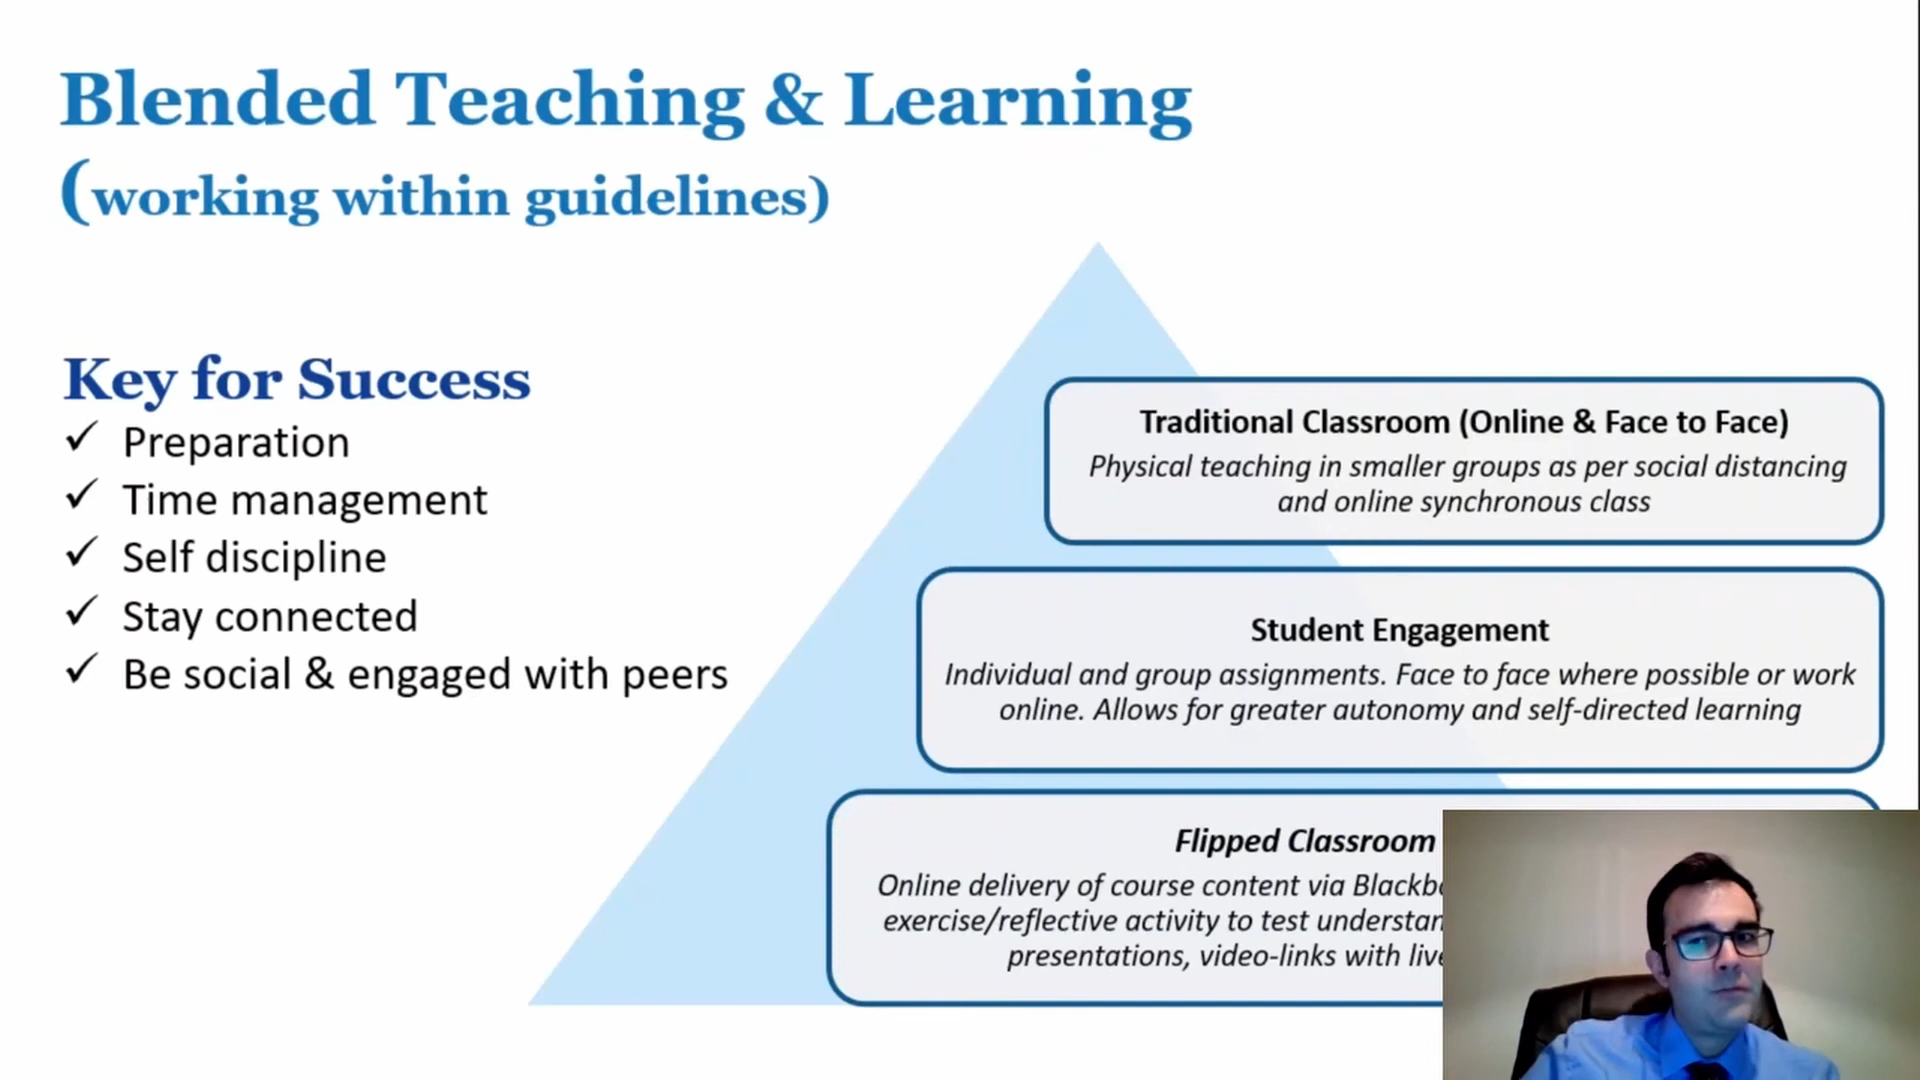 Blended Teaching & Learning
(working within guidelines)
Key for Success
✓ Preparation
✓ Time management
✓ Self discipline
✓ Stay connected
✓ Be social & engaged with peers
Traditional Classroom (Online & Face to Face)
Physical teaching in smaller groups as per social distancing
and online synchronous class
Student Engagement
Individual and group assignments. Face to face where possible or work
online. Allows for greater autonomy and self-directed learning
Flipped Classroom
Online delivery of course content via
exercise/reflective activity to test
presentations, video-links with